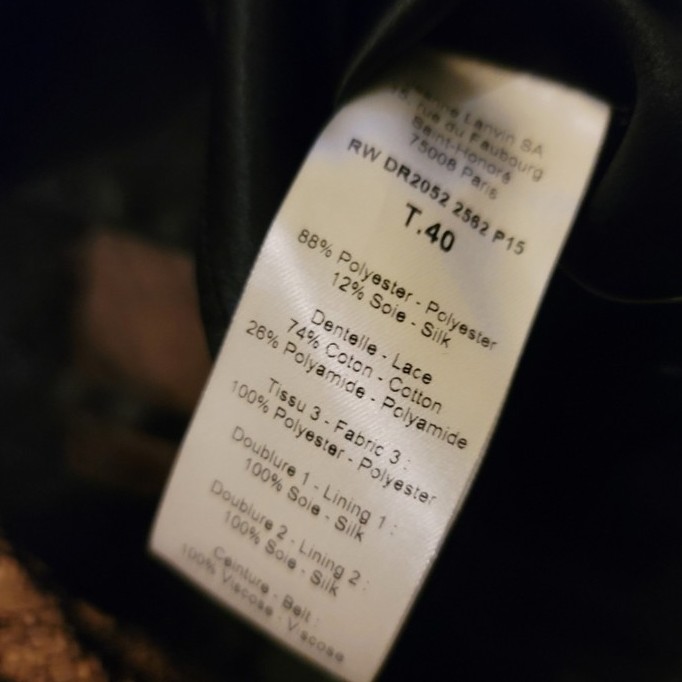 Lanvin SA
15, rue du Faubourg
Saint-Honoré
75008 Paris
RW DR2052 2562 P15
T.40
88% Polyester - Polyester
12% Soie - Silk
Dentelle - Lace
74% Coton - Cotton
26% Polyamide - Polyamide
Tissu 3 - Fabric 3 :
100% Polyester - Polyester
Doublure 1 - Lining 1 :
100% Soie - Silk
Doublure 2 - Lining 2 :
100% Soie - Silk
Ceinture - Belt :
100% Viscose - Viscose